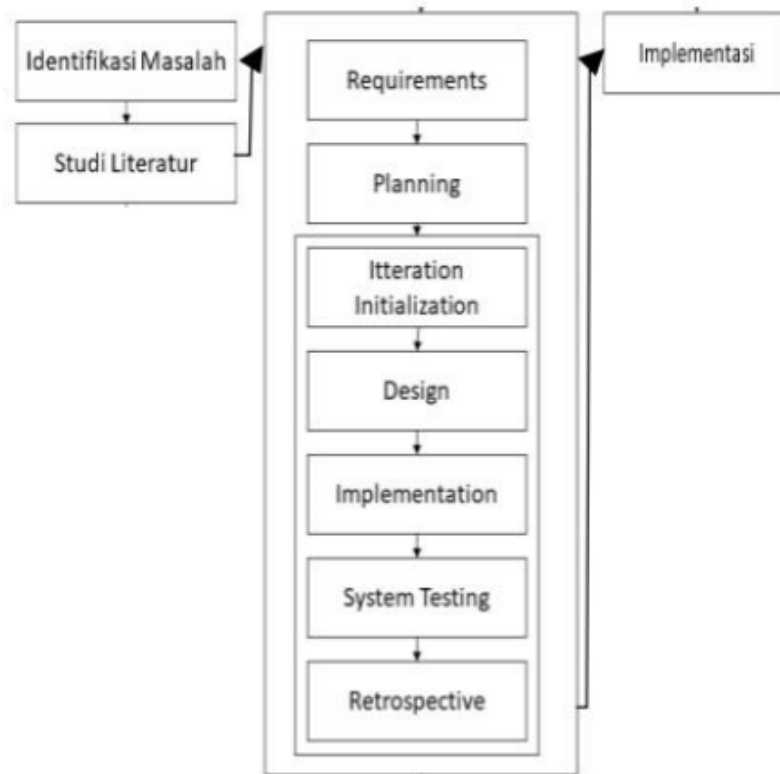 Identifikasi Masalah
Studi Literatur
Requirements
Planning
Itteration
Initialization
Design
Implementation
System Testing
Retrospective
Implementasi